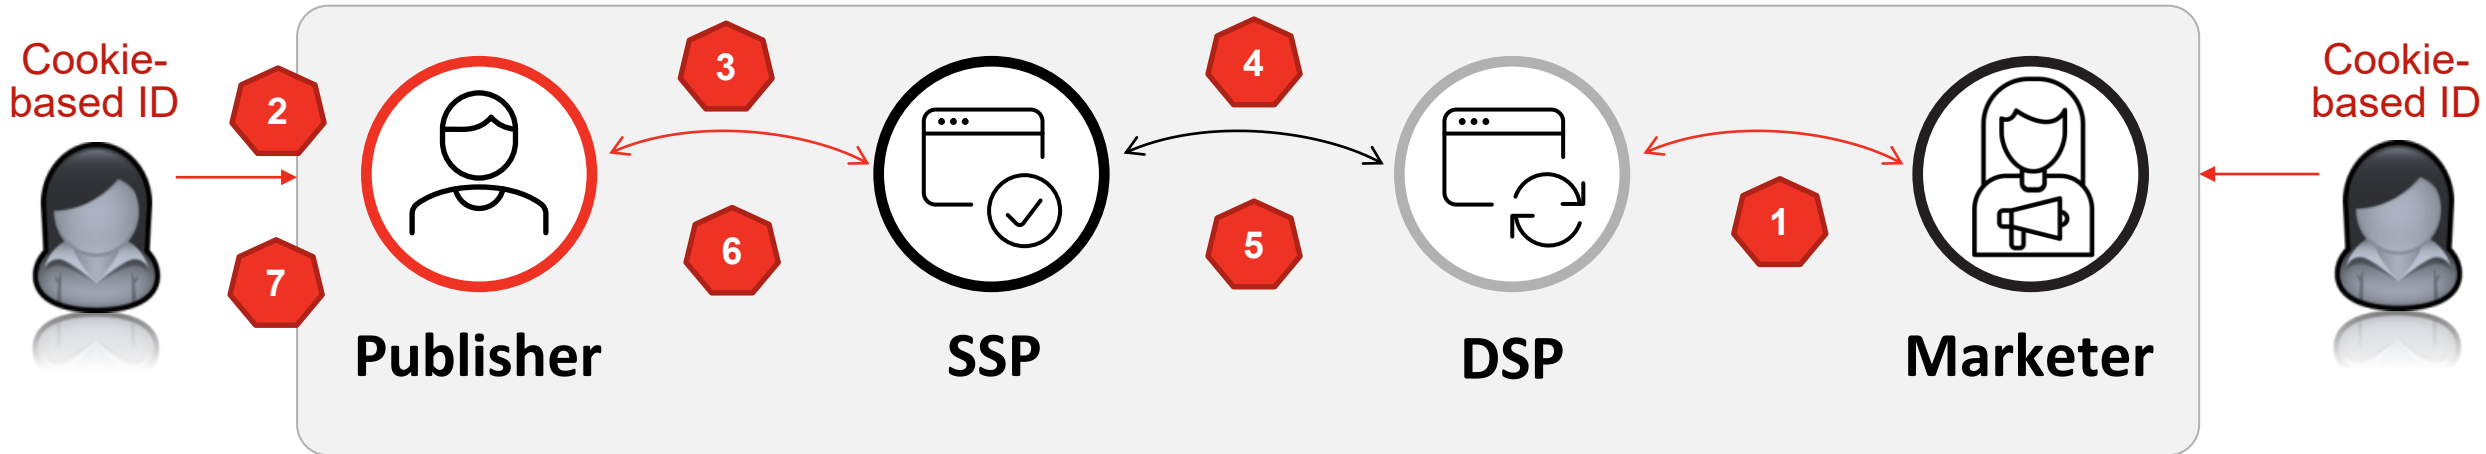 Cookie-
based ID
2
7
3
6
4
5
1
Publisher
SSP
DSP
Marketer
Cookie-
based ID